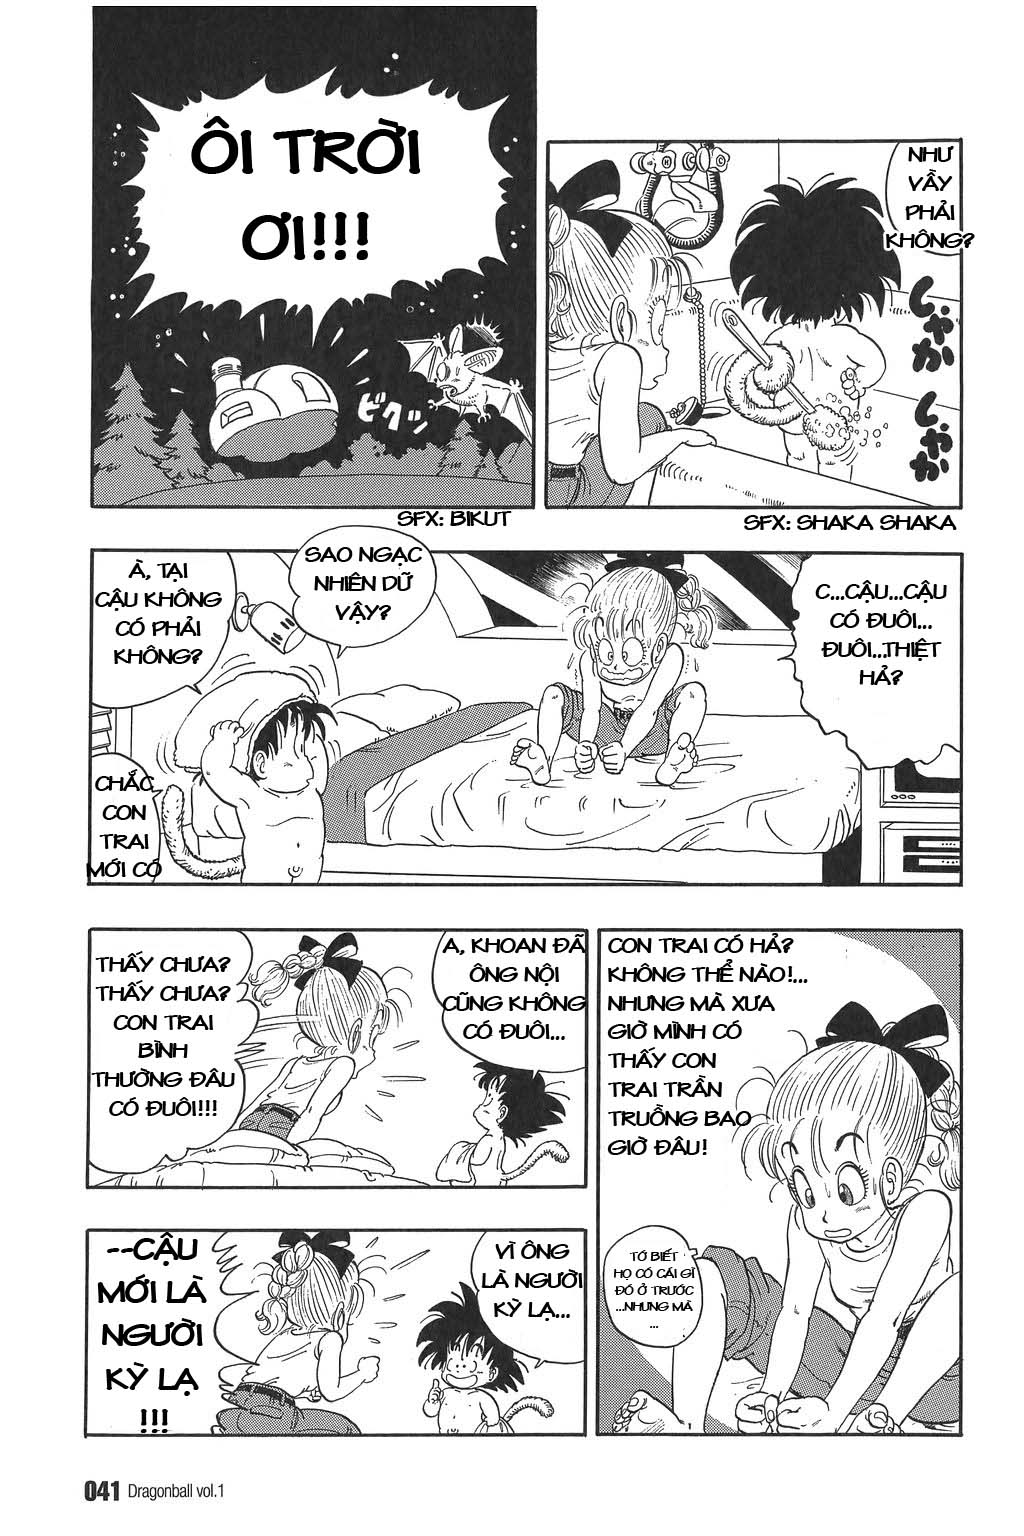 ÔI TRỜI
ƠI!!!
ビクッ
SFX: BIKUT
NHƯ
VẦY
PHẢI
KHÔNG?
しゃか
しゃか
SFX: SHAKA SHAKA
À, TẠI
CẬU KHÔNG
CÓ PHẢI
KHÔNG?
SAO NGẠC
NHIÊN DỮ
VẬY?
C...CẬU...CẬU
CÓ ĐUÔI...
ĐUÔI...THIỆT
HẢ?
CHẮC
CON
TRAI
MỚI CÓ
THẤY CHƯA?
THẤY CHƯA?
CON TRAI
BÌNH
THƯỜNG ĐÂU
CÓ ĐUÔI!!!
A, KHOAN ĐÃ
ÔNG NỘI
CŨNG KHÔNG
CÓ ĐUÔI...
CON TRAI CÓ HẢ?
KHÔNG THỂ NÀO!...
NHƯNG MÀ XƯA
GIỜ MÌNH CÓ
THẤY CON
TRAI TRẦN
TRUỒNG BAO
GIỜ ĐÂU!
TỚ BIẾT
HỌ CÓ CÁI GÌ
ĐÓ Ở TRƯỚC
...NHƯNG MÀ
...
--CẬU
MỚI LÀ
NGƯỜI
KỲ LẠ
!!!
VÌ ÔNG
LÀ NGƯỜI
KỲ LẠ...
041 Dragonball vol.1